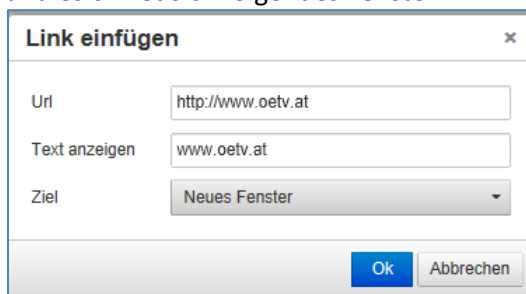 Link einfügen ×
Url http://www.oetv.at
Text anzeigen www.oetv.at
Ziel Neues Fenster
Ok Abbrechen